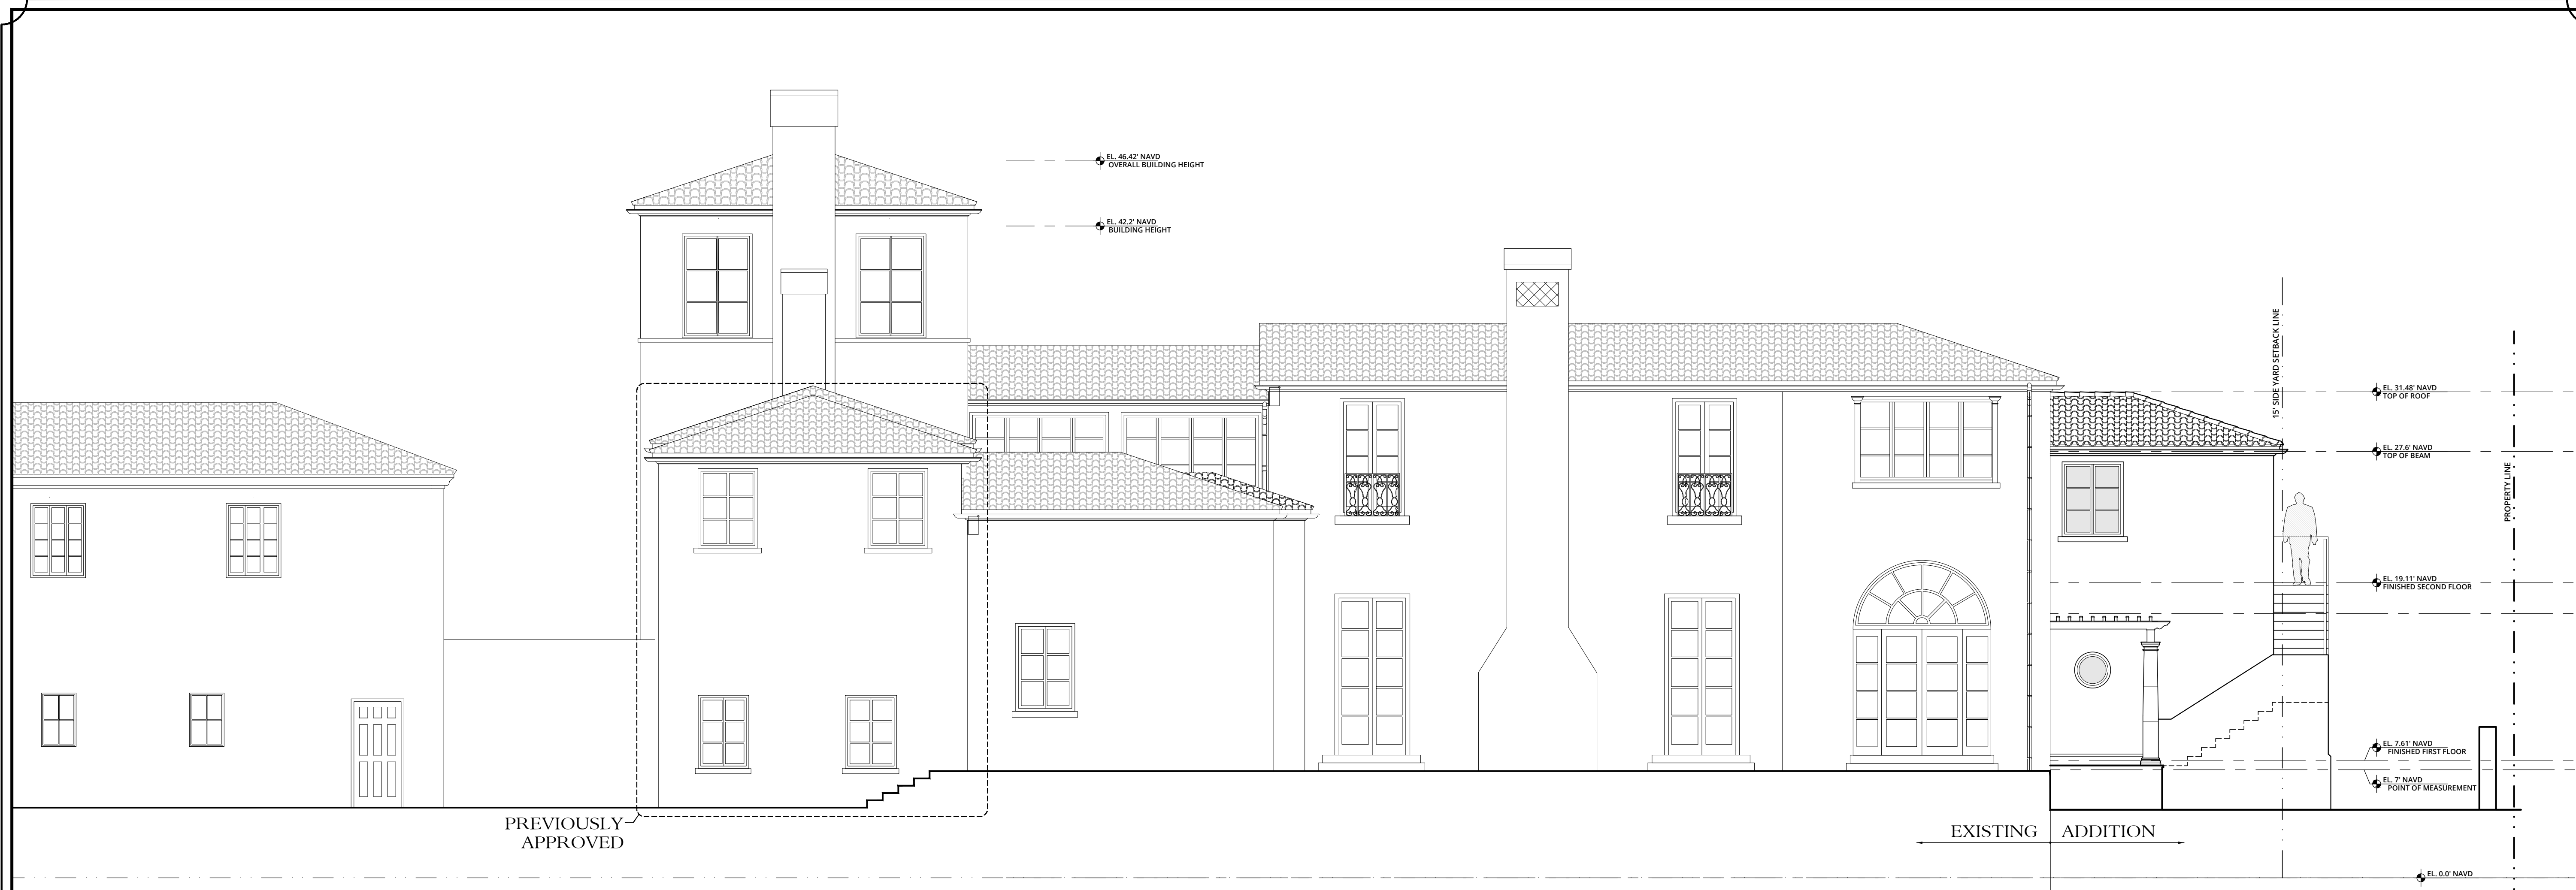 EL. 46.42' NAVD
OVERALL BUILDING HEIGHT
EL. 42.2' NAVD
BUILDING HEIGHT
15' SIDE YARD SETBACK LINE
EL. 31.48' NAVD
TOP OF ROOF
EL. 27.6' NAVD
TOP OF BEAM
PROPERTY LINE
EL. 19.11' NAVD
FINISHED SECOND FLOOR
EL. 7.61' NAVD
FINISHED FIRST FLOOR
EL. 7' NAVD
POINT OF MEASUREMENT
PREVIOUSLY
APPROVED
EXISTING
ADDITION
EL. 0.0' NAVD